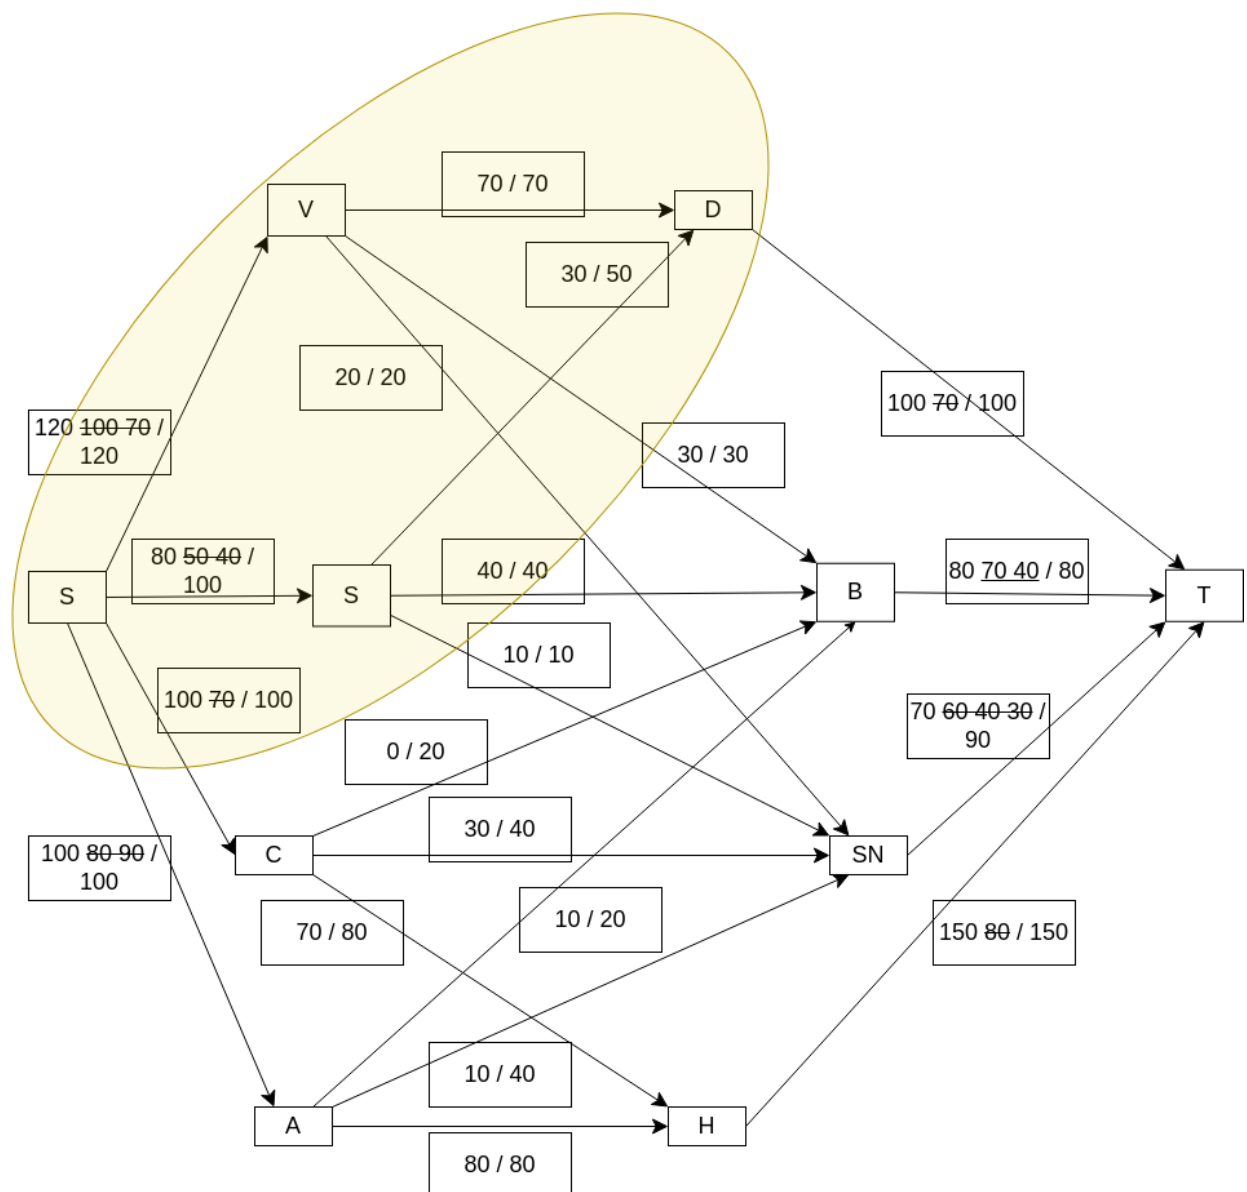 70 / 70
V
D
30 / 50
20 / 20
100 70 / 100
120 100 70 /
120
30 / 30
80 50 40 /
100
40 / 40
80 70 40 / 80
S
S
B
T
10 / 10
100 70 / 100
70 60 40 30 /
90
0 / 20
30 / 40
C
SN
100 80 90 /
100
10 / 20
70 / 80
150 80 / 150
10 / 40
A
H
80 / 80